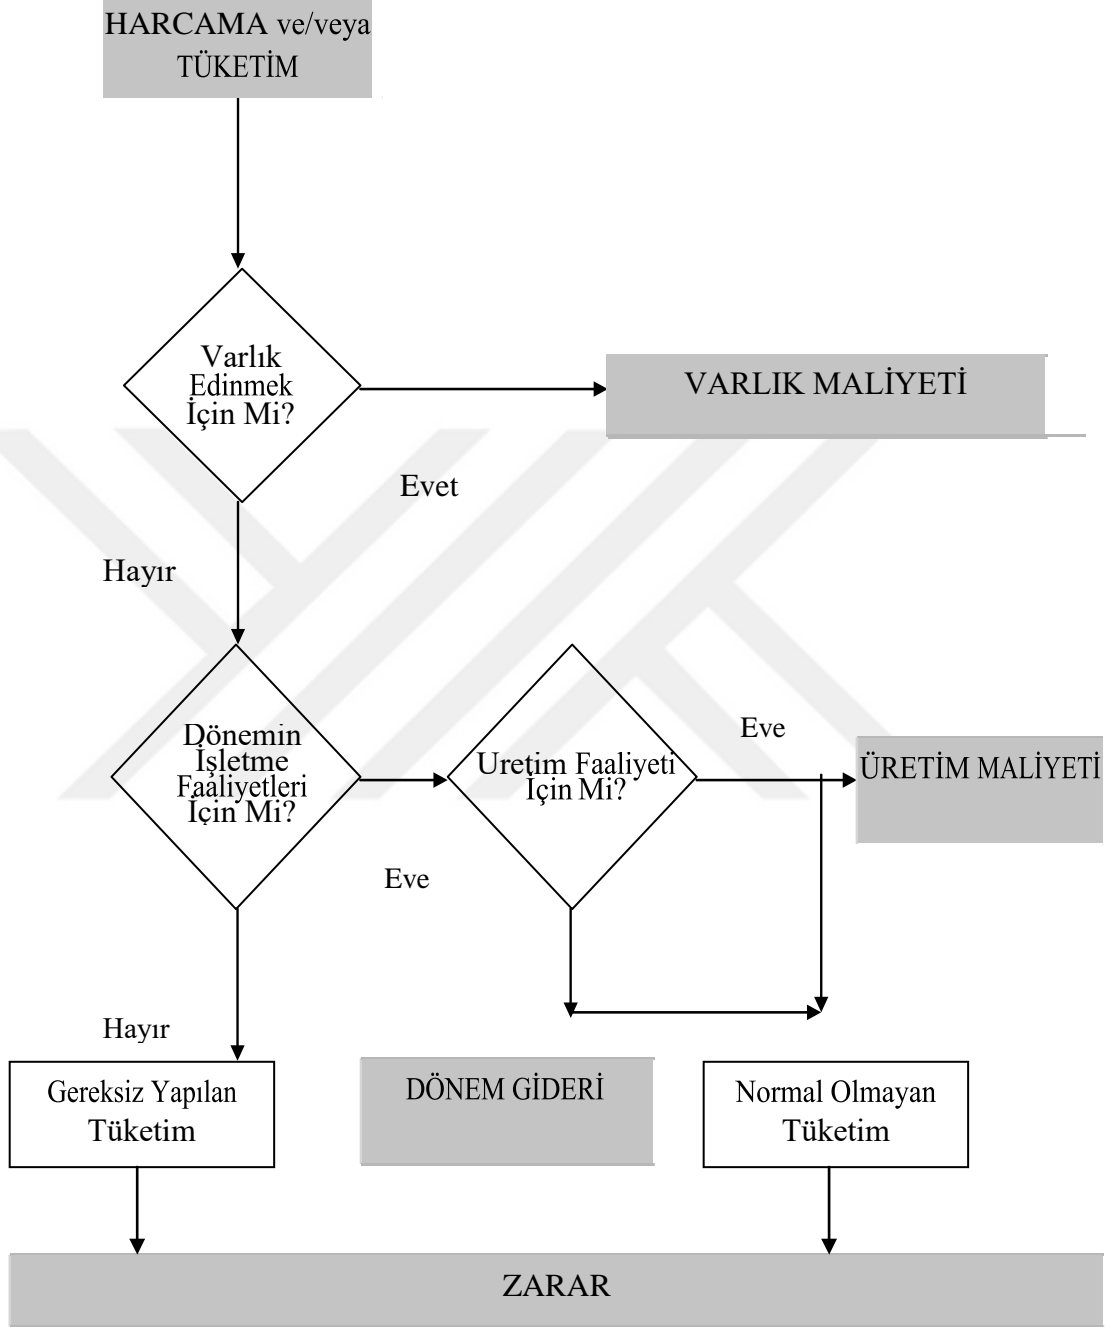 HARCAMA ve/veya
TÜKETİM
Varlık
Edinmek
İçin Mi?
VARLIK MALİYETİ
Evet
Hayır
Dönemin
İşletme
Faaliyetleri
İçin Mi?
Uretim Faaliyeti
İçin Mi?
Eve
ÜRETİM MALİYETİ
Eve
Hayır
Gereksiz Yapılan
Tüketim
DÖNEM GİDERİ
Normal Olmayan
Tüketim
ZARAR